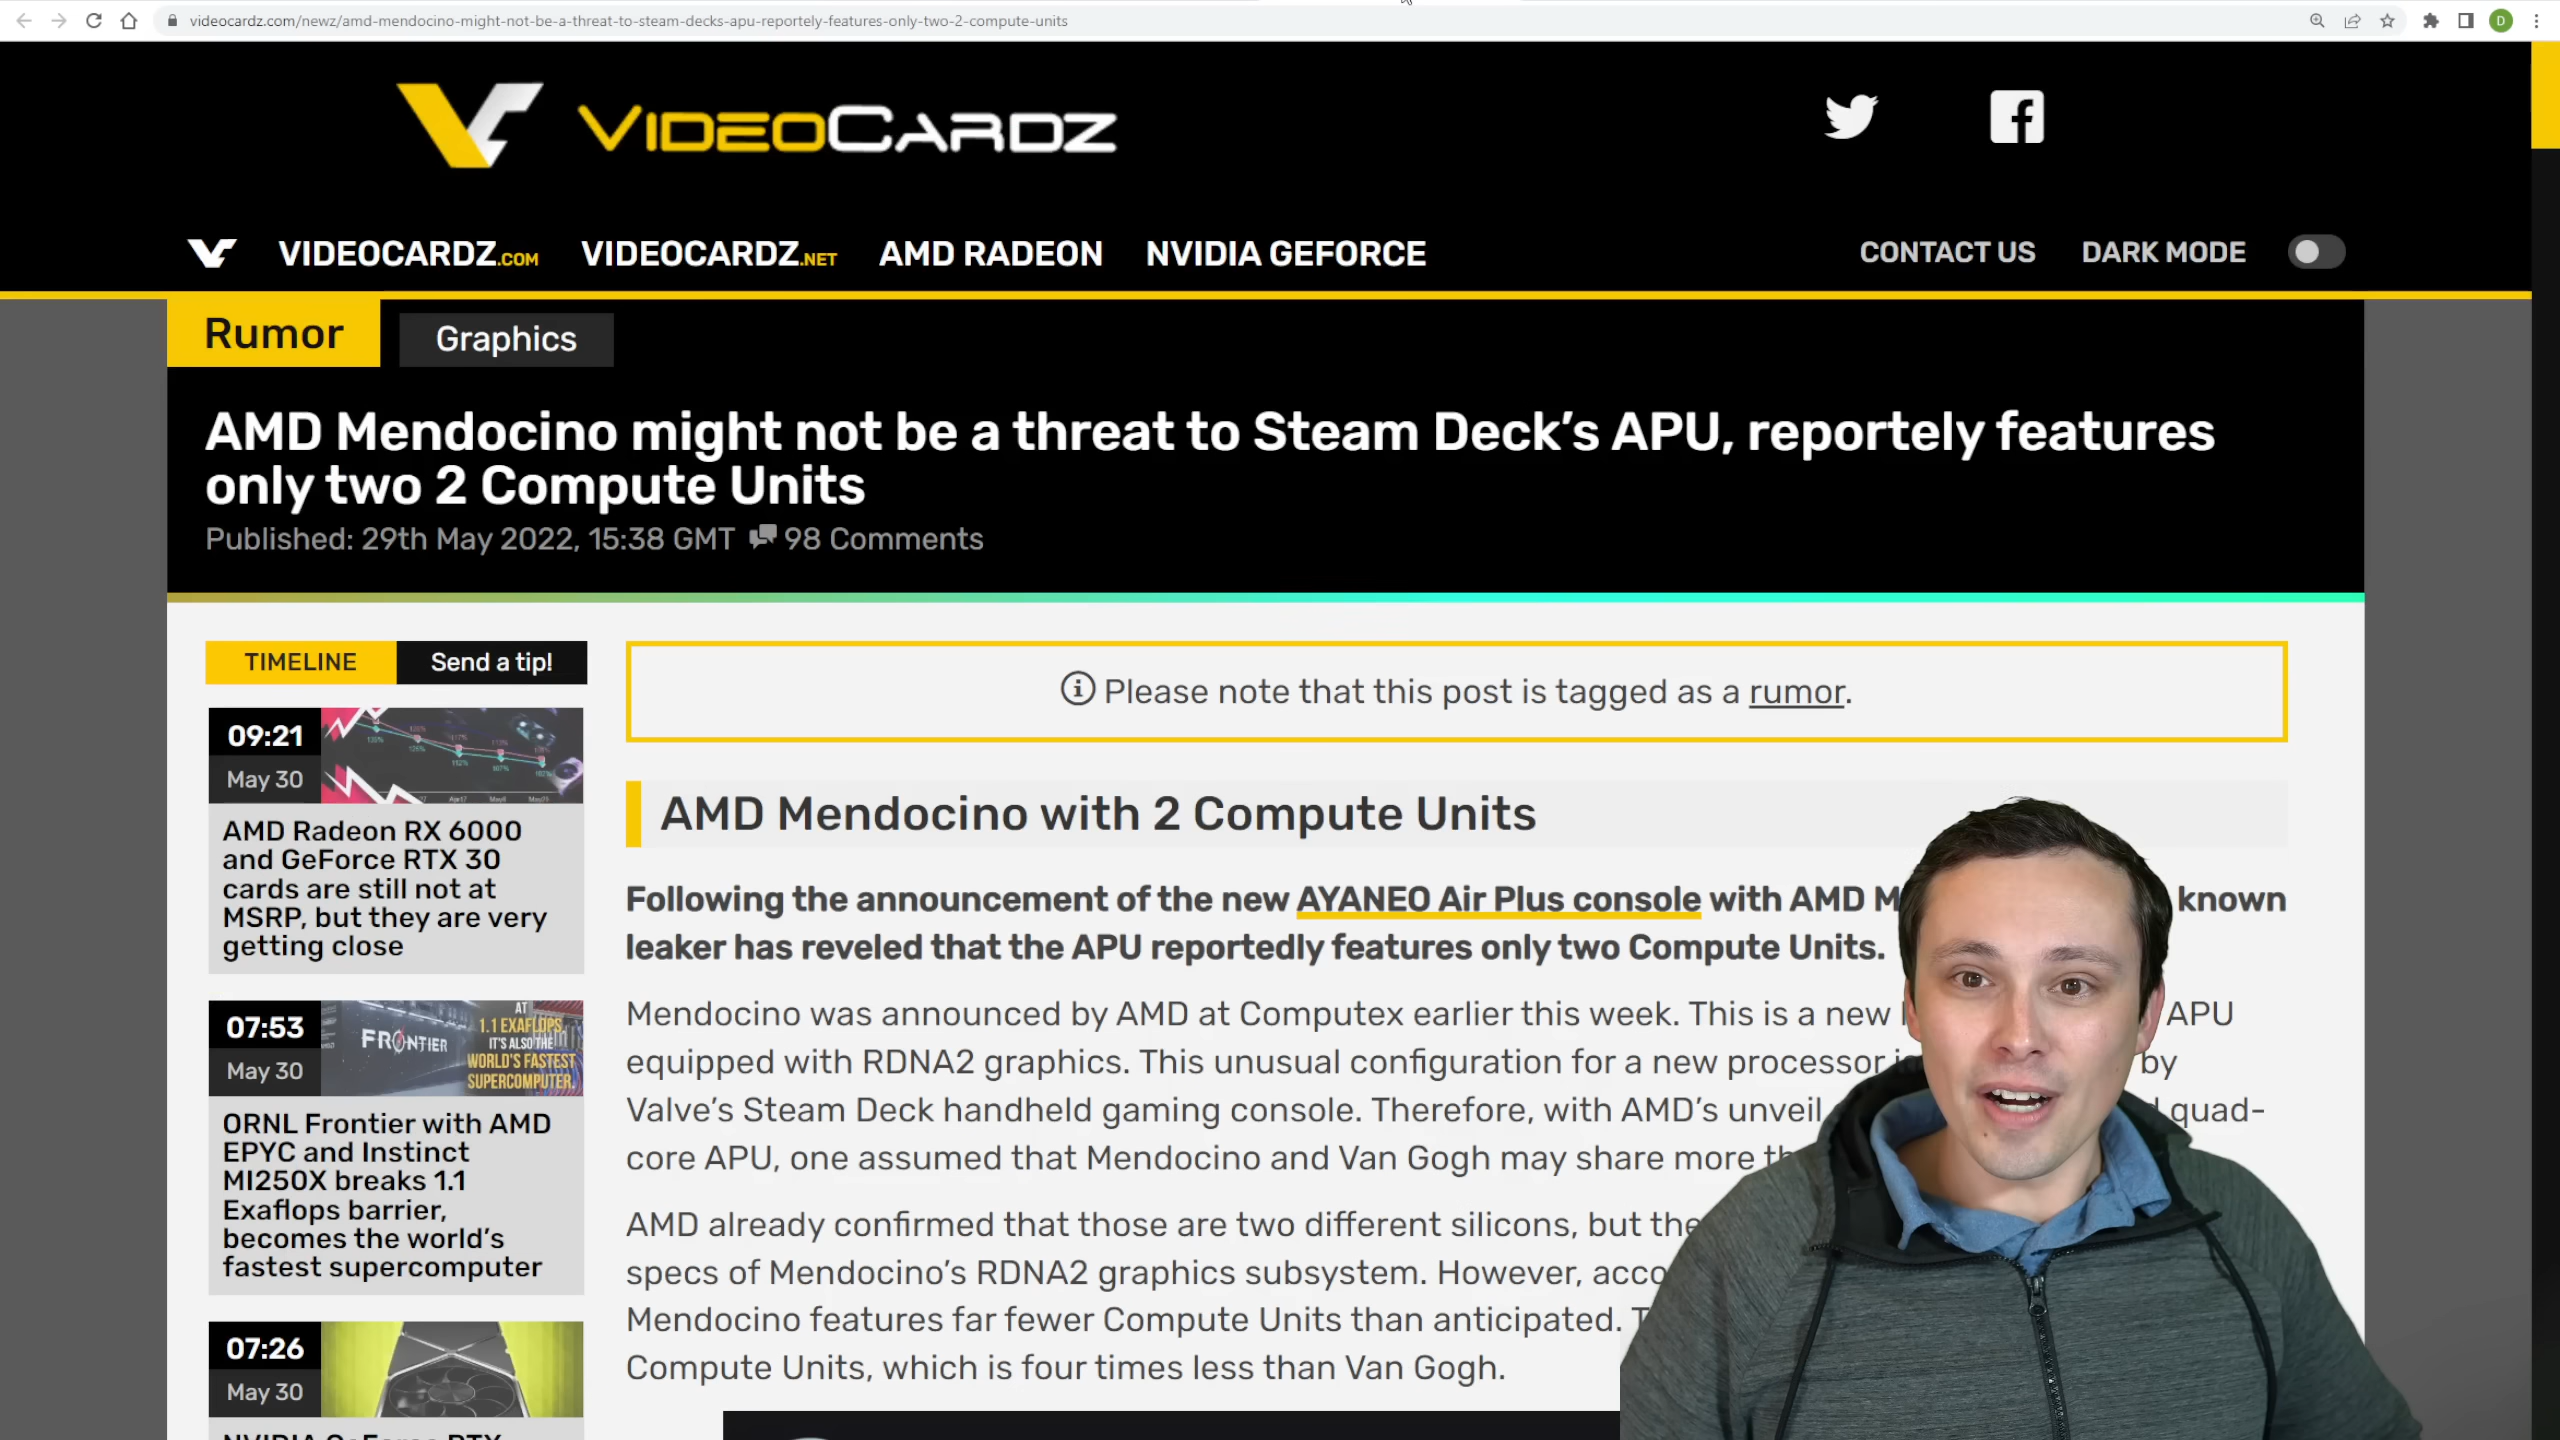 videocardz.com/newz/amd-mendocino-might-not-be-a-threat-to-steam-decks-apu-reportely-features-only-two-2-compute-units
D
VIDEOCARDZ
VIDEOCARDZ.COM
VIDEOCARDZ.NET
AMD RADEON
NVIDIA GEFORCE
CONTACT US
DARK MODE
Rumor
Graphics
AMD Mendocino might not be a threat to Steam Deck’s APU, reportely features
only two 2 Compute Units
Published: 29th May 2022, 15:38 GMT 98 Comments
TIMELINE
Send a tip!
09:21
May 30
AMD Radeon RX 6000
and GeForce RTX 30
cards are still not at
MSRP, but they are very
getting close
07:53
May 30
FRONTIER
AT
1.1 EXAFLOPS,
IT'S ALSO THE
WORLD'S FASTEST
SUPERCOMPUTER.
ORNL Frontier with AMD
EPYC and Instinct
MI250X breaks 1.1
Exaflops barrier,
becomes the world’s
fastest supercomputer
07:26
May 30
NVIDIA GeForce RTX
Please note that this post is tagged as a rumor.
AMD Mendocino with 2 Compute Units
Following the announcement of the new AYANEO Air Plus console with AMD M known
leaker has reveled that the APU reportedly features only two Compute Units.
Mendocino was announced by AMD at Computex earlier this week. This is a new APU
equipped with RDNA2 graphics. This unusual configuration for a new processor by
Valve’s Steam Deck handheld gaming console. Therefore, with AMD’s unveil quad-
core APU, one assumed that Mendocino and Van Gogh may share more
AMD already confirmed that those are two different silicons, but the
specs of Mendocino’s RDNA2 graphics subsystem. However, acco
Mendocino features far fewer Compute Units than anticipated. T
Compute Units, which is four times less than Van Gogh.